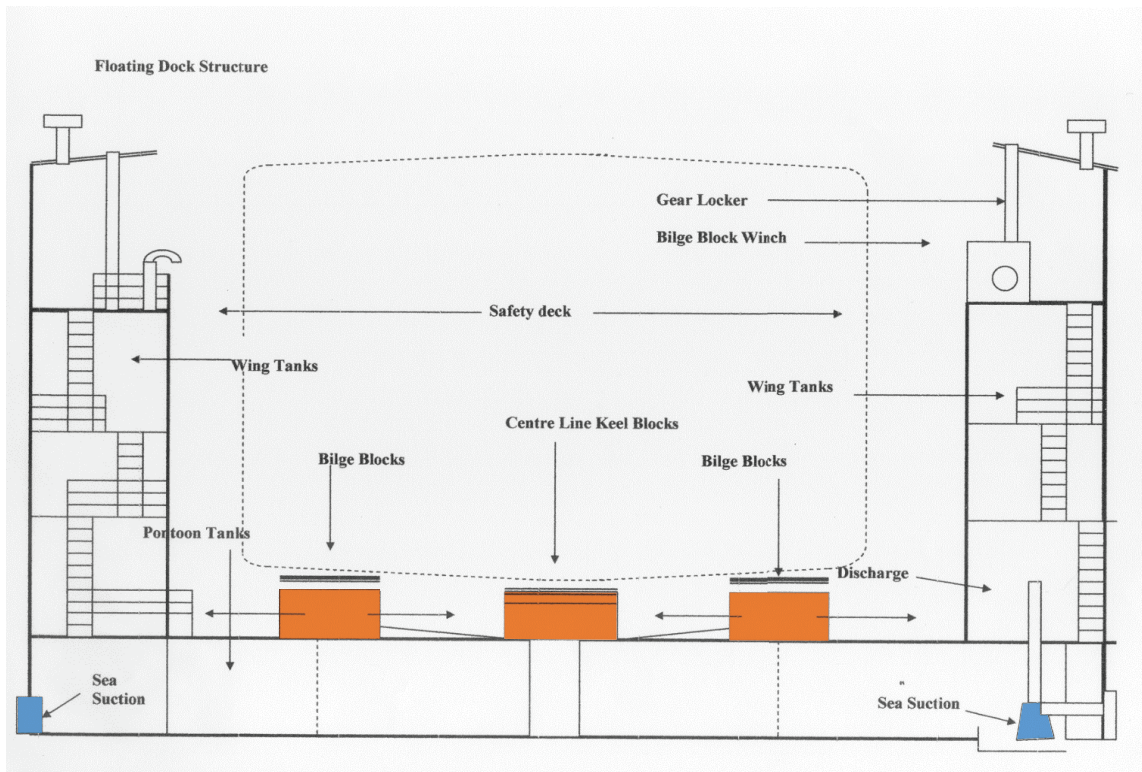 Floating Dock Structure
Gear Locker
Bilge Block Winch
Safety deck
Wing Tanks
Wing Tanks
Centre Line Keel Blocks
Bilge Blocks
Bilge Blocks
Pontoon Tanks
Discharge
Sea
Suction
Sea Suction